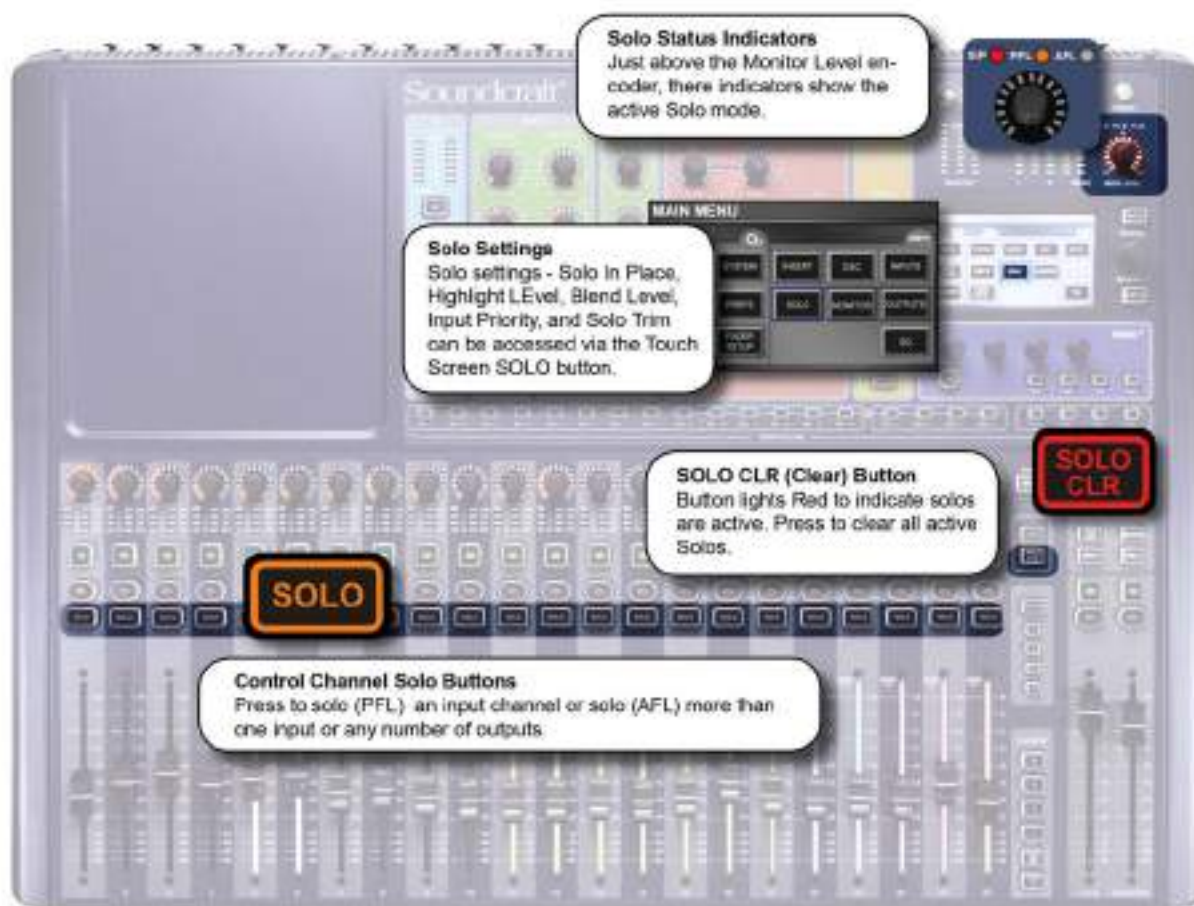 Solo Status Indicators
Just above the Monitor Level en-
coder, there indicators show the
active Solo mode.
SIP PFL AFL
Soundcraft
MAIN MENU
SYSTEM INSERT OSC INPUTS
SOLO MONITOR OUTPUTS
FADER
SETUP
Solo Settings
Solo settings - Solo In Place,
Highlight LEvel, Blend Level,
Input Priority, and Solo Trim
can be accessed via the Touch
Screen SOLO button.
SOLO CLR (Clear) Button
Button lights Red to indicate solos
are active. Press to clear all active
Solos.
SOLO
CLR
SOLO
Control Channel Solo Buttons
Press to solo (PFL) an input channel or solo (AFL) more than
one input or any number of outputs